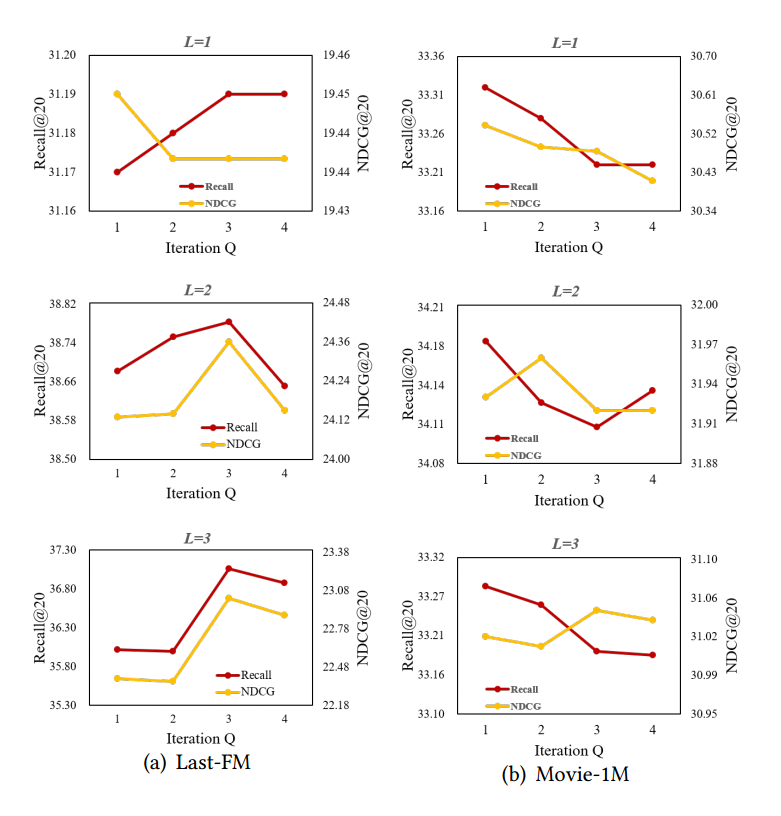 L=1
31.20
31.19
31.18
31.17
31.16
Recall@20
19.46
19.45
19.44
19.44
19.43
NDCG@20
Recall
NDCG
1 2 3 4
Iteration Q
L=2
38.82
38.74
38.66
38.58
38.50
Recall@20
24.48
24.36
24.24
24.12
24.00
NDCG@20
Recall
NDCG
1 2 3 4
Iteration Q
L=3
37.30
36.80
36.30
35.80
35.30
Recall@20
23.38
23.08
22.78
22.48
22.18
NDCG@20
Recall
NDCG
1 2 3 4
Iteration Q
(a) Last-FM
L=1
33.36
33.31
33.26
33.21
33.16
Recall@20
30.70
30.61
30.52
30.43
30.34
NDCG@20
Recall
NDCG
1 2 3 4
Iteration Q
L=2
34.21
34.18
34.14
34.11
34.08
Recall@20
32.00
31.97
31.94
31.91
31.88
NDCG@20
Recall
NDCG
1 2 3 4
Iteration Q
L=3
33.32
33.27
33.21
33.16
33.10
Recall@20
31.10
31.06
31.02
30.99
30.95
NDCG@20
Recall
NDCG
1 2 3 4
Iteration Q
(b) Movie-1M